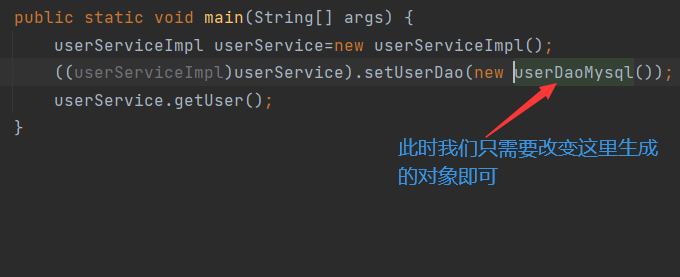 public static void main(String[] args) {
    userServiceImpl userService=new userServiceImpl();
    ((userServiceImpl)userService).setUserDao(new userDaoMysql());
    userService.getUser();
}
此时我们只需要改变这里生成
的对象即可